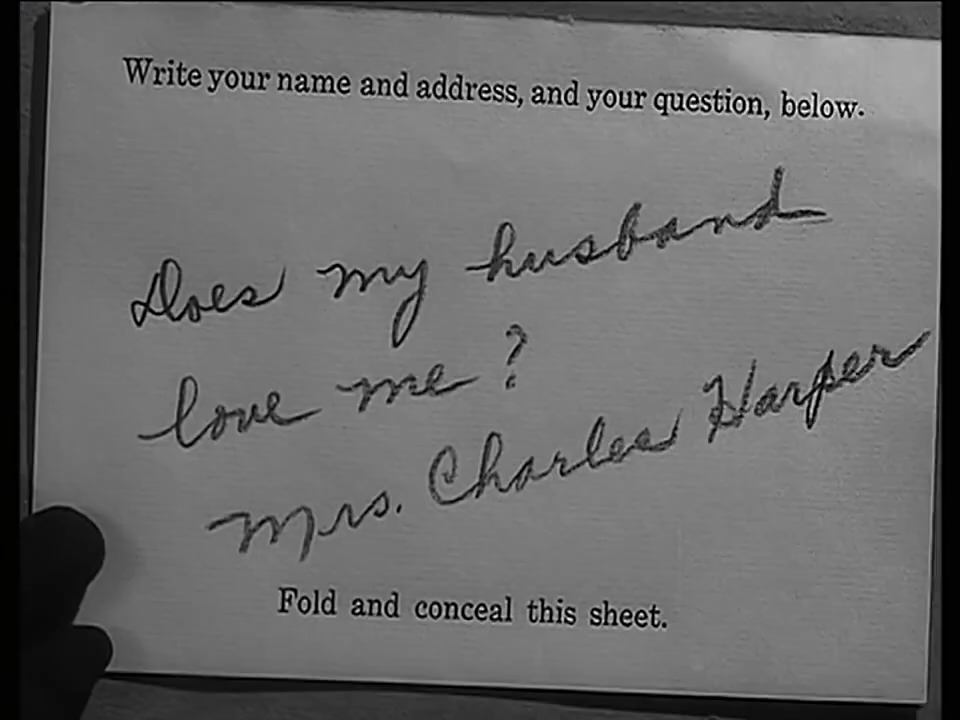 Write your name and address, and your question, below.
Does my husband
love me?
Mrs. Charles Harper
Fold and conceal this sheet.